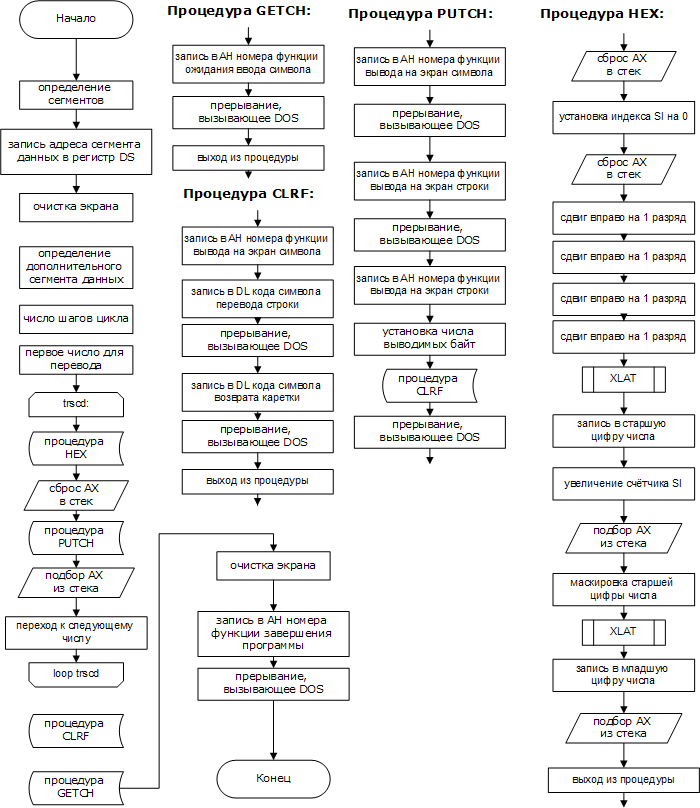 Начало
определение
сегментов
запись адреса сегмента
данных в регистр DS
очистка экрана
определение
дополнительного
сегмента данных
число шагов цикла
первое число для
перевода
trscd:
процедура
HEX
сброс AX
в стек
процедура
PUTCH
подбор AX
из стека
переход к следующему
числу
loop trscd
процедура
CLRF
процедура
GETCH
Процедура GETCH:
запись в AH номера функции
ожидания ввода символа
прерывание,
вызывающее DOS
выход из процедуры
Процедура CLRF:
запись в AH номера функции
вывода на экран символа
запись в DL кода символа
перевода строки
прерывание,
вызывающее DOS
запись в DL кода символа
возврата каретки
прерывание,
вызывающее DOS
выход из процедуры
очистка экрана
запись в AH номера
функции завершения
программы
прерывание,
вызывающее DOS
Конец
Процедура PUTCH:
запись в AH номера функции
вывода на экран символа
прерывание,
вызывающее DOS
запись в AH номера функции
вывода на экран строки
прерывание,
вызывающее DOS
запись в AH номера функции
вывода на экран строки
установка числа
выводимых байт
процедура
CLRF
прерывание,
вызывающее DOS
Процедура HEX:
сброс AX
в стек
установка индекса SI на 0
сброс AX
в стек
сдвиг вправо на 1 разряд
сдвиг вправо на 1 разряд
сдвиг вправо на 1 разряд
сдвиг вправо на 1 разряд
XLAT
запись в старшую
цифру числа
увеличение счётчика SI
подбор AX
из стека
маскировка старшей
цифры числа
XLAT
запись в младшую
цифру числа
подбор AX
из стека
выход из процедуры